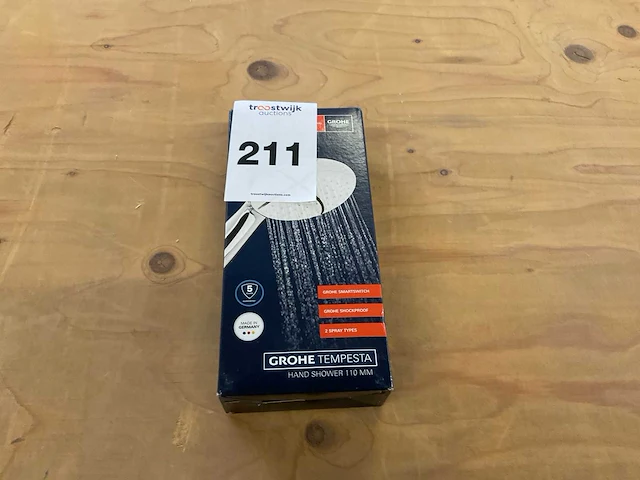 troostwijk
auctions
211
GROHE
5
MADE IN
GERMANY
GROHE SMARTSWITCH
GROHE SHOCKPROOF
2 SPRAY TYPES
GROHE TEMPESTA
HAND SHOWER 110 MM